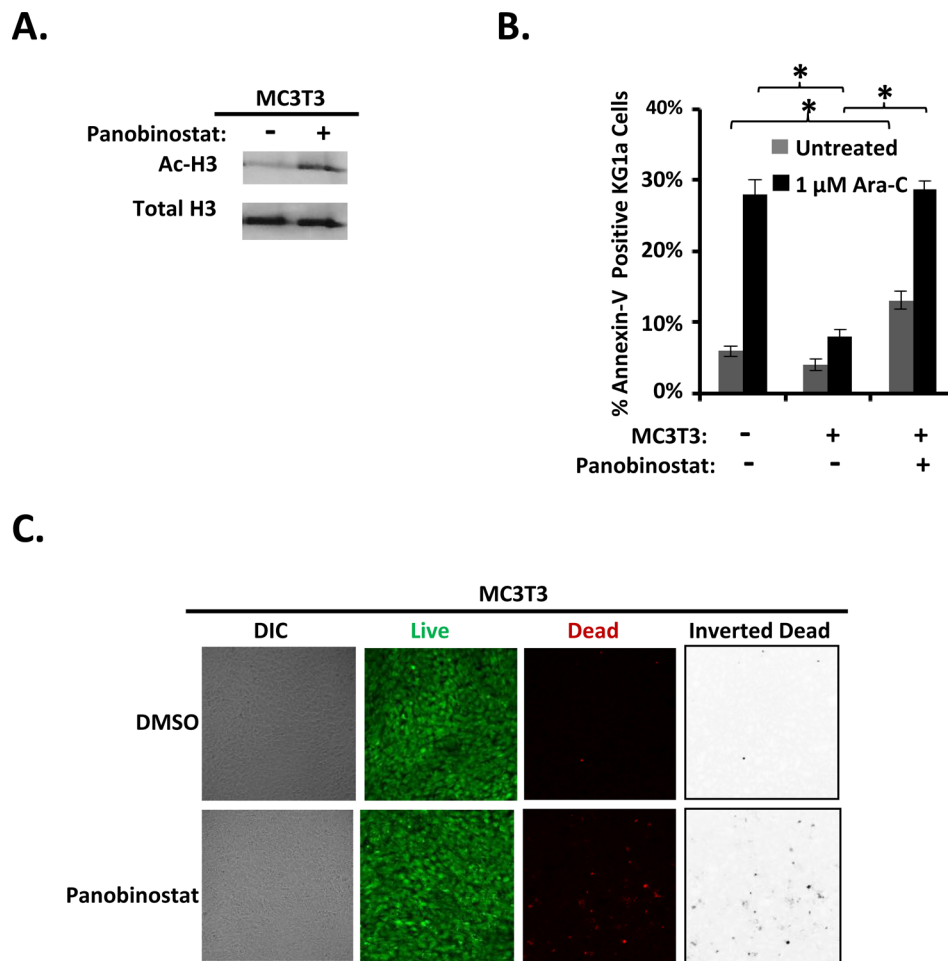 A.
MC3T3
Panobinostat: - +
Ac-H3
Total H3
B.
* 
* *
40%
30%
20%
10%
0%
% Annexin-V Positive KG1a Cells
Untreated
1 µM Ara-C
MC3T3: - + +
Panobinostat: - - +
C.
MC3T3
DIC Live Dead Inverted Dead
DMSO
Panobinostat